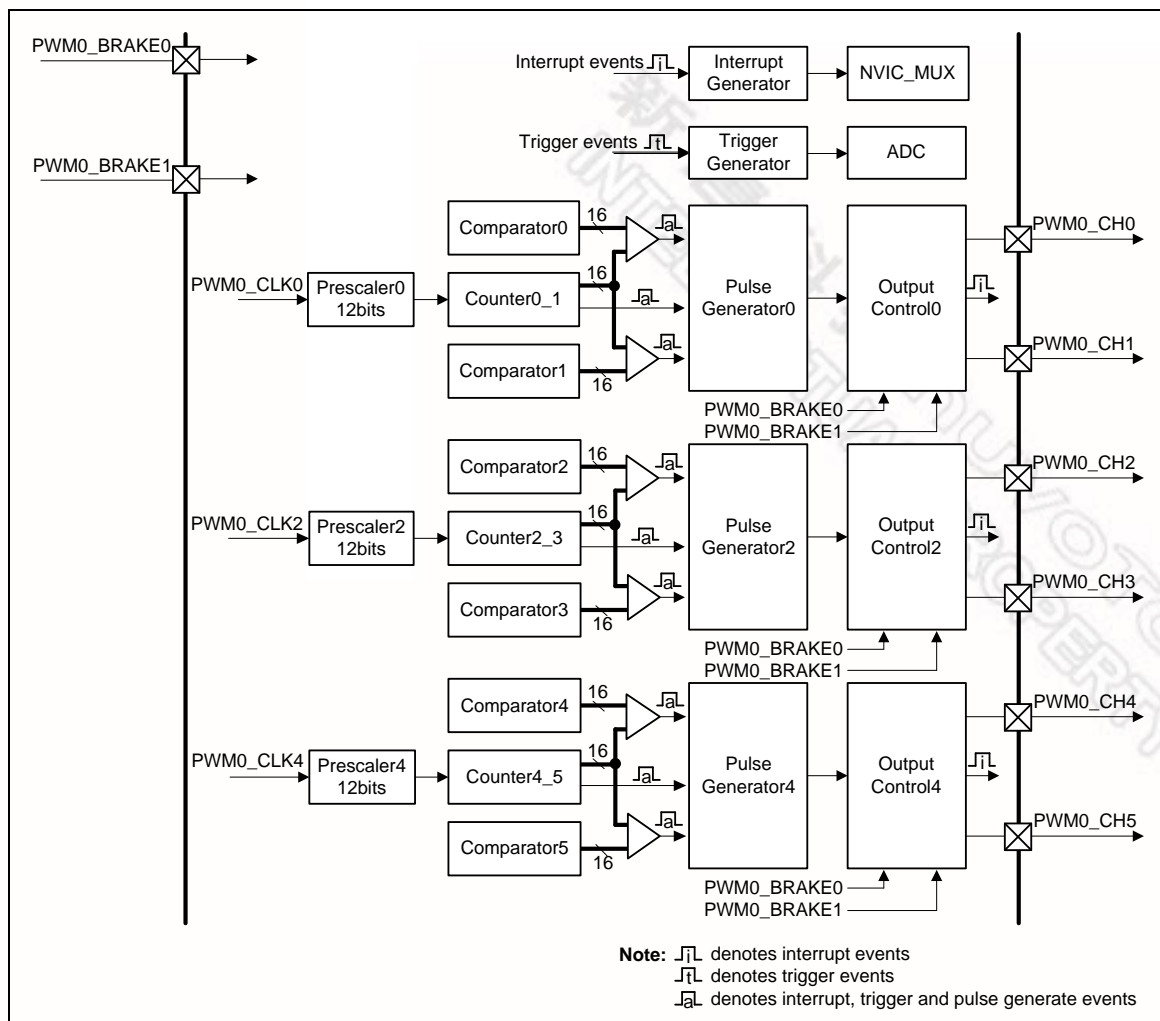 PWM0_BRAKE0
PWM0_BRAKE1
Interrupt events i
Interrupt
Generator
NVIC_MUX
Trigger events t
Trigger
Generator
ADC
Comparator0
16
a
PWM0_CLK0
Prescaler0
12bits
Counter0_1
16
a
Comparator1
16
a
Pulse
Generator0
Output
Control0
i
PWM0_CH0
PWM0_CH1
PWM0_BRAKE0
PWM0_BRAKE1
Comparator2
16
a
PWM0_CLK2
Prescaler2
12bits
Counter2_3
16
a
Comparator3
16
a
Pulse
Generator2
Output
Control2
i
PWM0_CH2
PWM0_CH3
PWM0_BRAKE0
PWM0_BRAKE1
Comparator4
16
a
PWM0_CLK4
Prescaler4
12bits
Counter4_5
16
a
Comparator5
16
a
Pulse
Generator4
Output
Control4
i
PWM0_CH4
PWM0_CH5
PWM0_BRAKE0
PWM0_BRAKE1
Note: i denotes interrupt events
t denotes trigger events
a denotes interrupt, trigger and pulse generate events